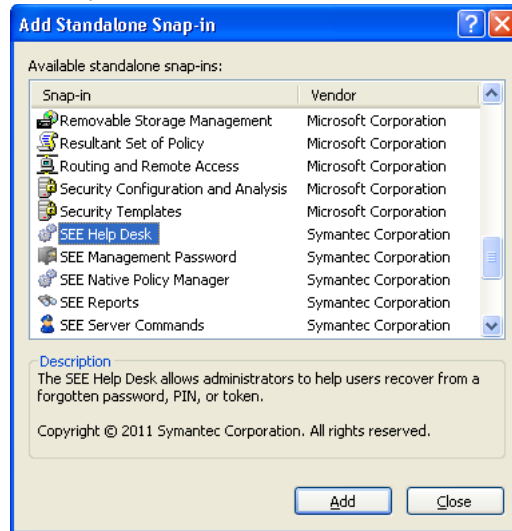 Add Standalone Snap-in
Available standalone snap-ins:
Snap-in Vendor
Removable Storage Management Microsoft Corporation
Resultant Set of Policy Microsoft Corporation
Routing and Remote Access Microsoft Corporation
Security Configuration and Analysis Microsoft Corporation
Security Templates Microsoft Corporation
SEE Help Desk Symantec Corporation
SEE Management Password Symantec Corporation
SEE Native Policy Manager Symantec Corporation
SEE Reports Symantec Corporation
SEE Server Commands Symantec Corporation
Description
The SEE Help Desk allows administrators to help users recover from a
forgotten password, PIN, or token.
Copyright © 2011 Symantec Corporation. All rights reserved.
Add Close